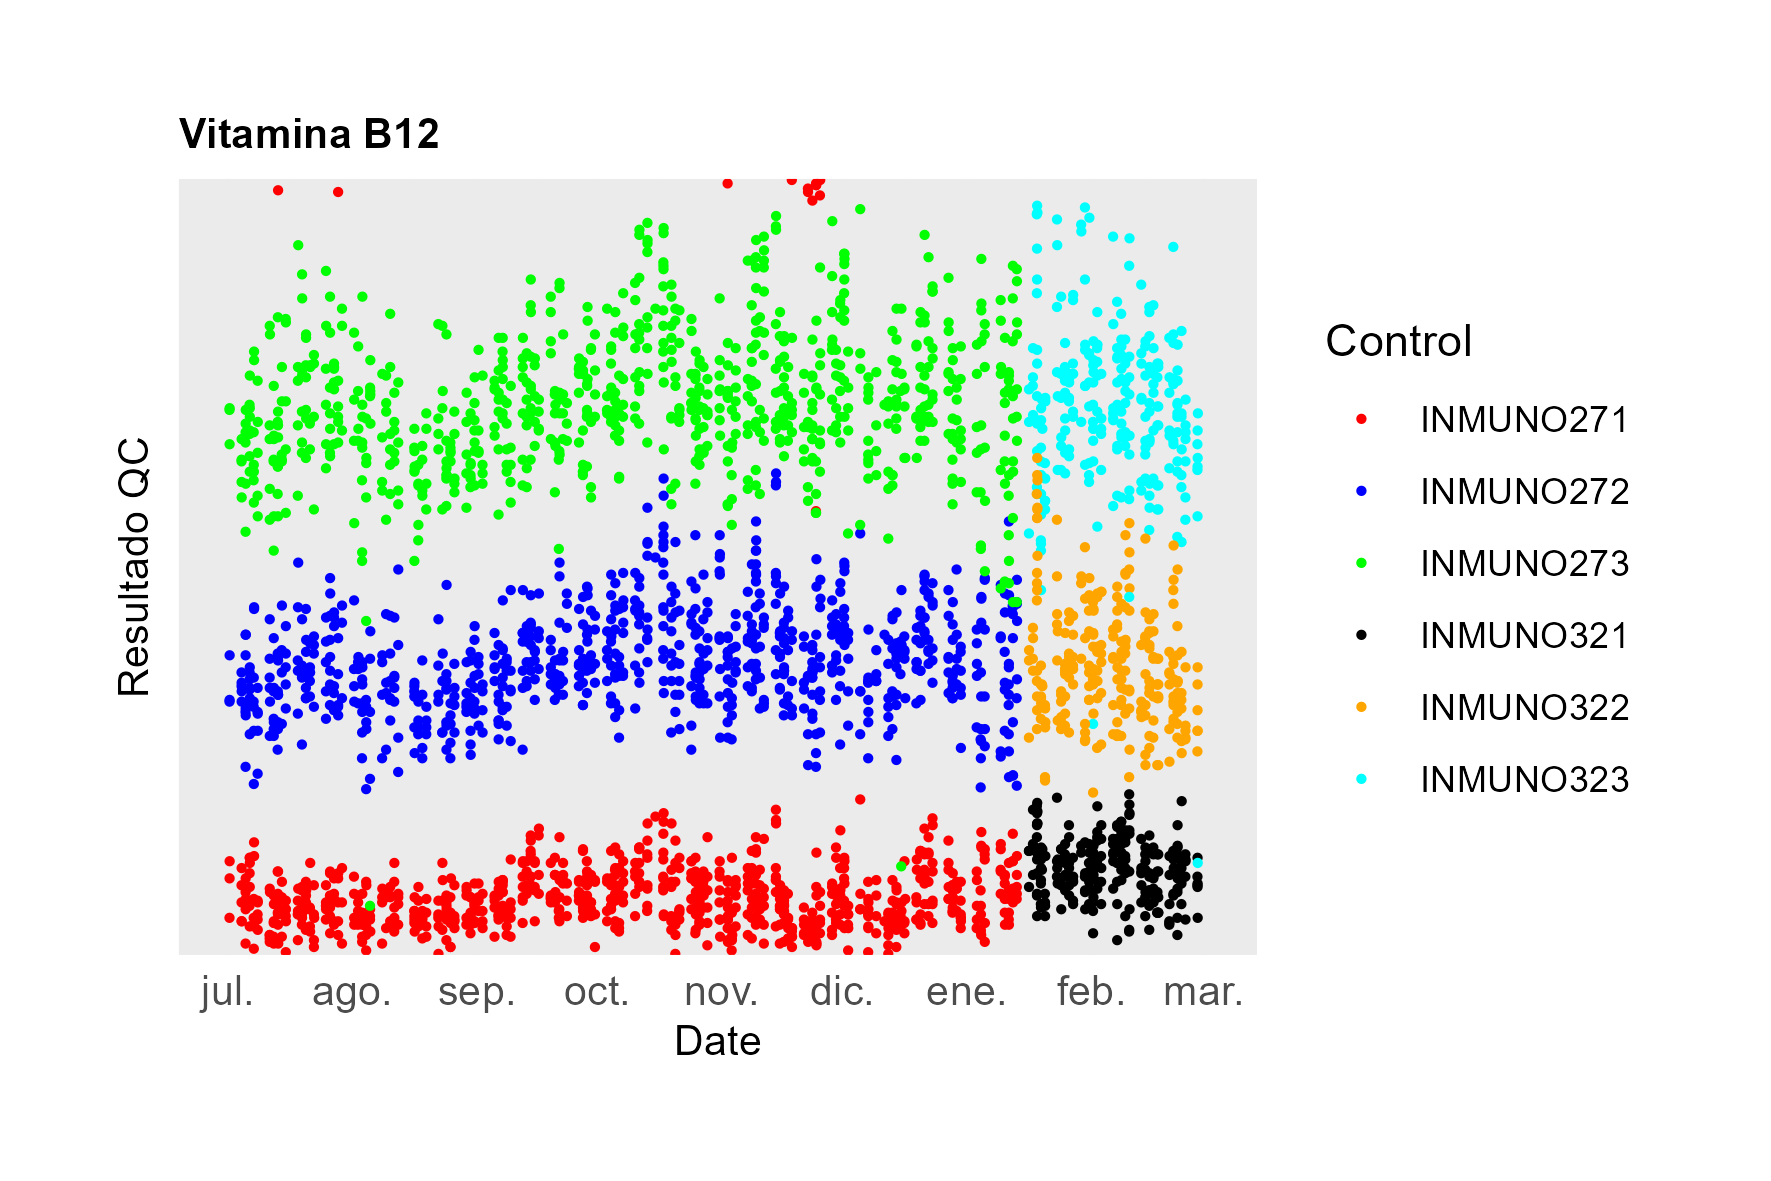 Vitamina B12
Resultado QC
jul. ago. sep. oct. nov. dic. ene. feb. mar.
Date
Control
INMUNO271
INMUNO272
INMUNO273
INMUNO321
INMUNO322
INMUNO323